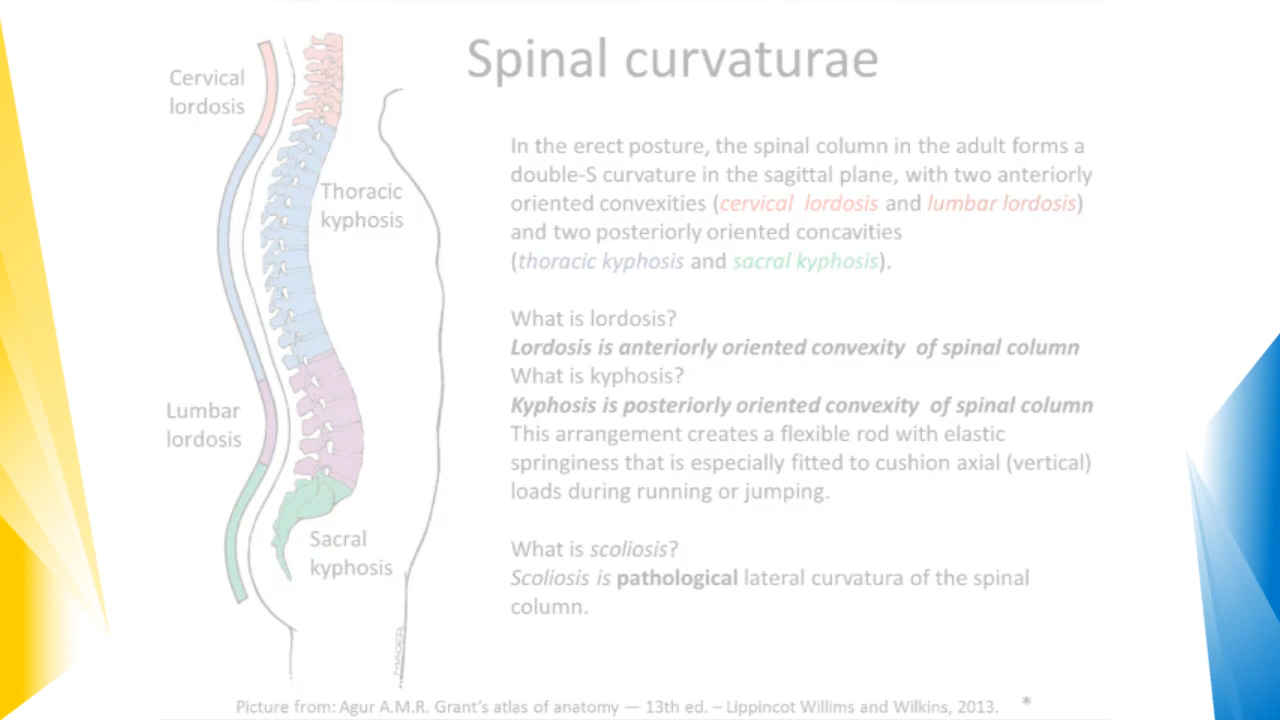 Spinal curvaturae
Cervical
lordosis
Thoracic
kyphosis
Lumbar
lordosis
Sacral
kyphosis
MADER
In the erect posture, the spinal column in the adult forms a
double-S curvature in the sagittal plane, with two anteriorly
oriented convexities (cervical lordosis and lumbar lordosis)
and two posteriorly oriented concavities
(thoracic kyphosis and sacral kyphosis).
What is lordosis?
Lordosis is anteriorly oriented convexity of spinal column
What is kyphosis?
Kyphosis is posteriorly oriented convexity of spinal column
This arrangement creates a flexible rod with elastic
springiness that is especially fitted to cushion axial (vertical)
loads during running or jumping.
What is scoliosis?
Scoliosis is pathological lateral curvatura of the spinal
column.
Picture from: Agur A.M.R. Grant's atlas of anatomy — 13th ed. – Lippincot Willims and Wilkins, 2013. *